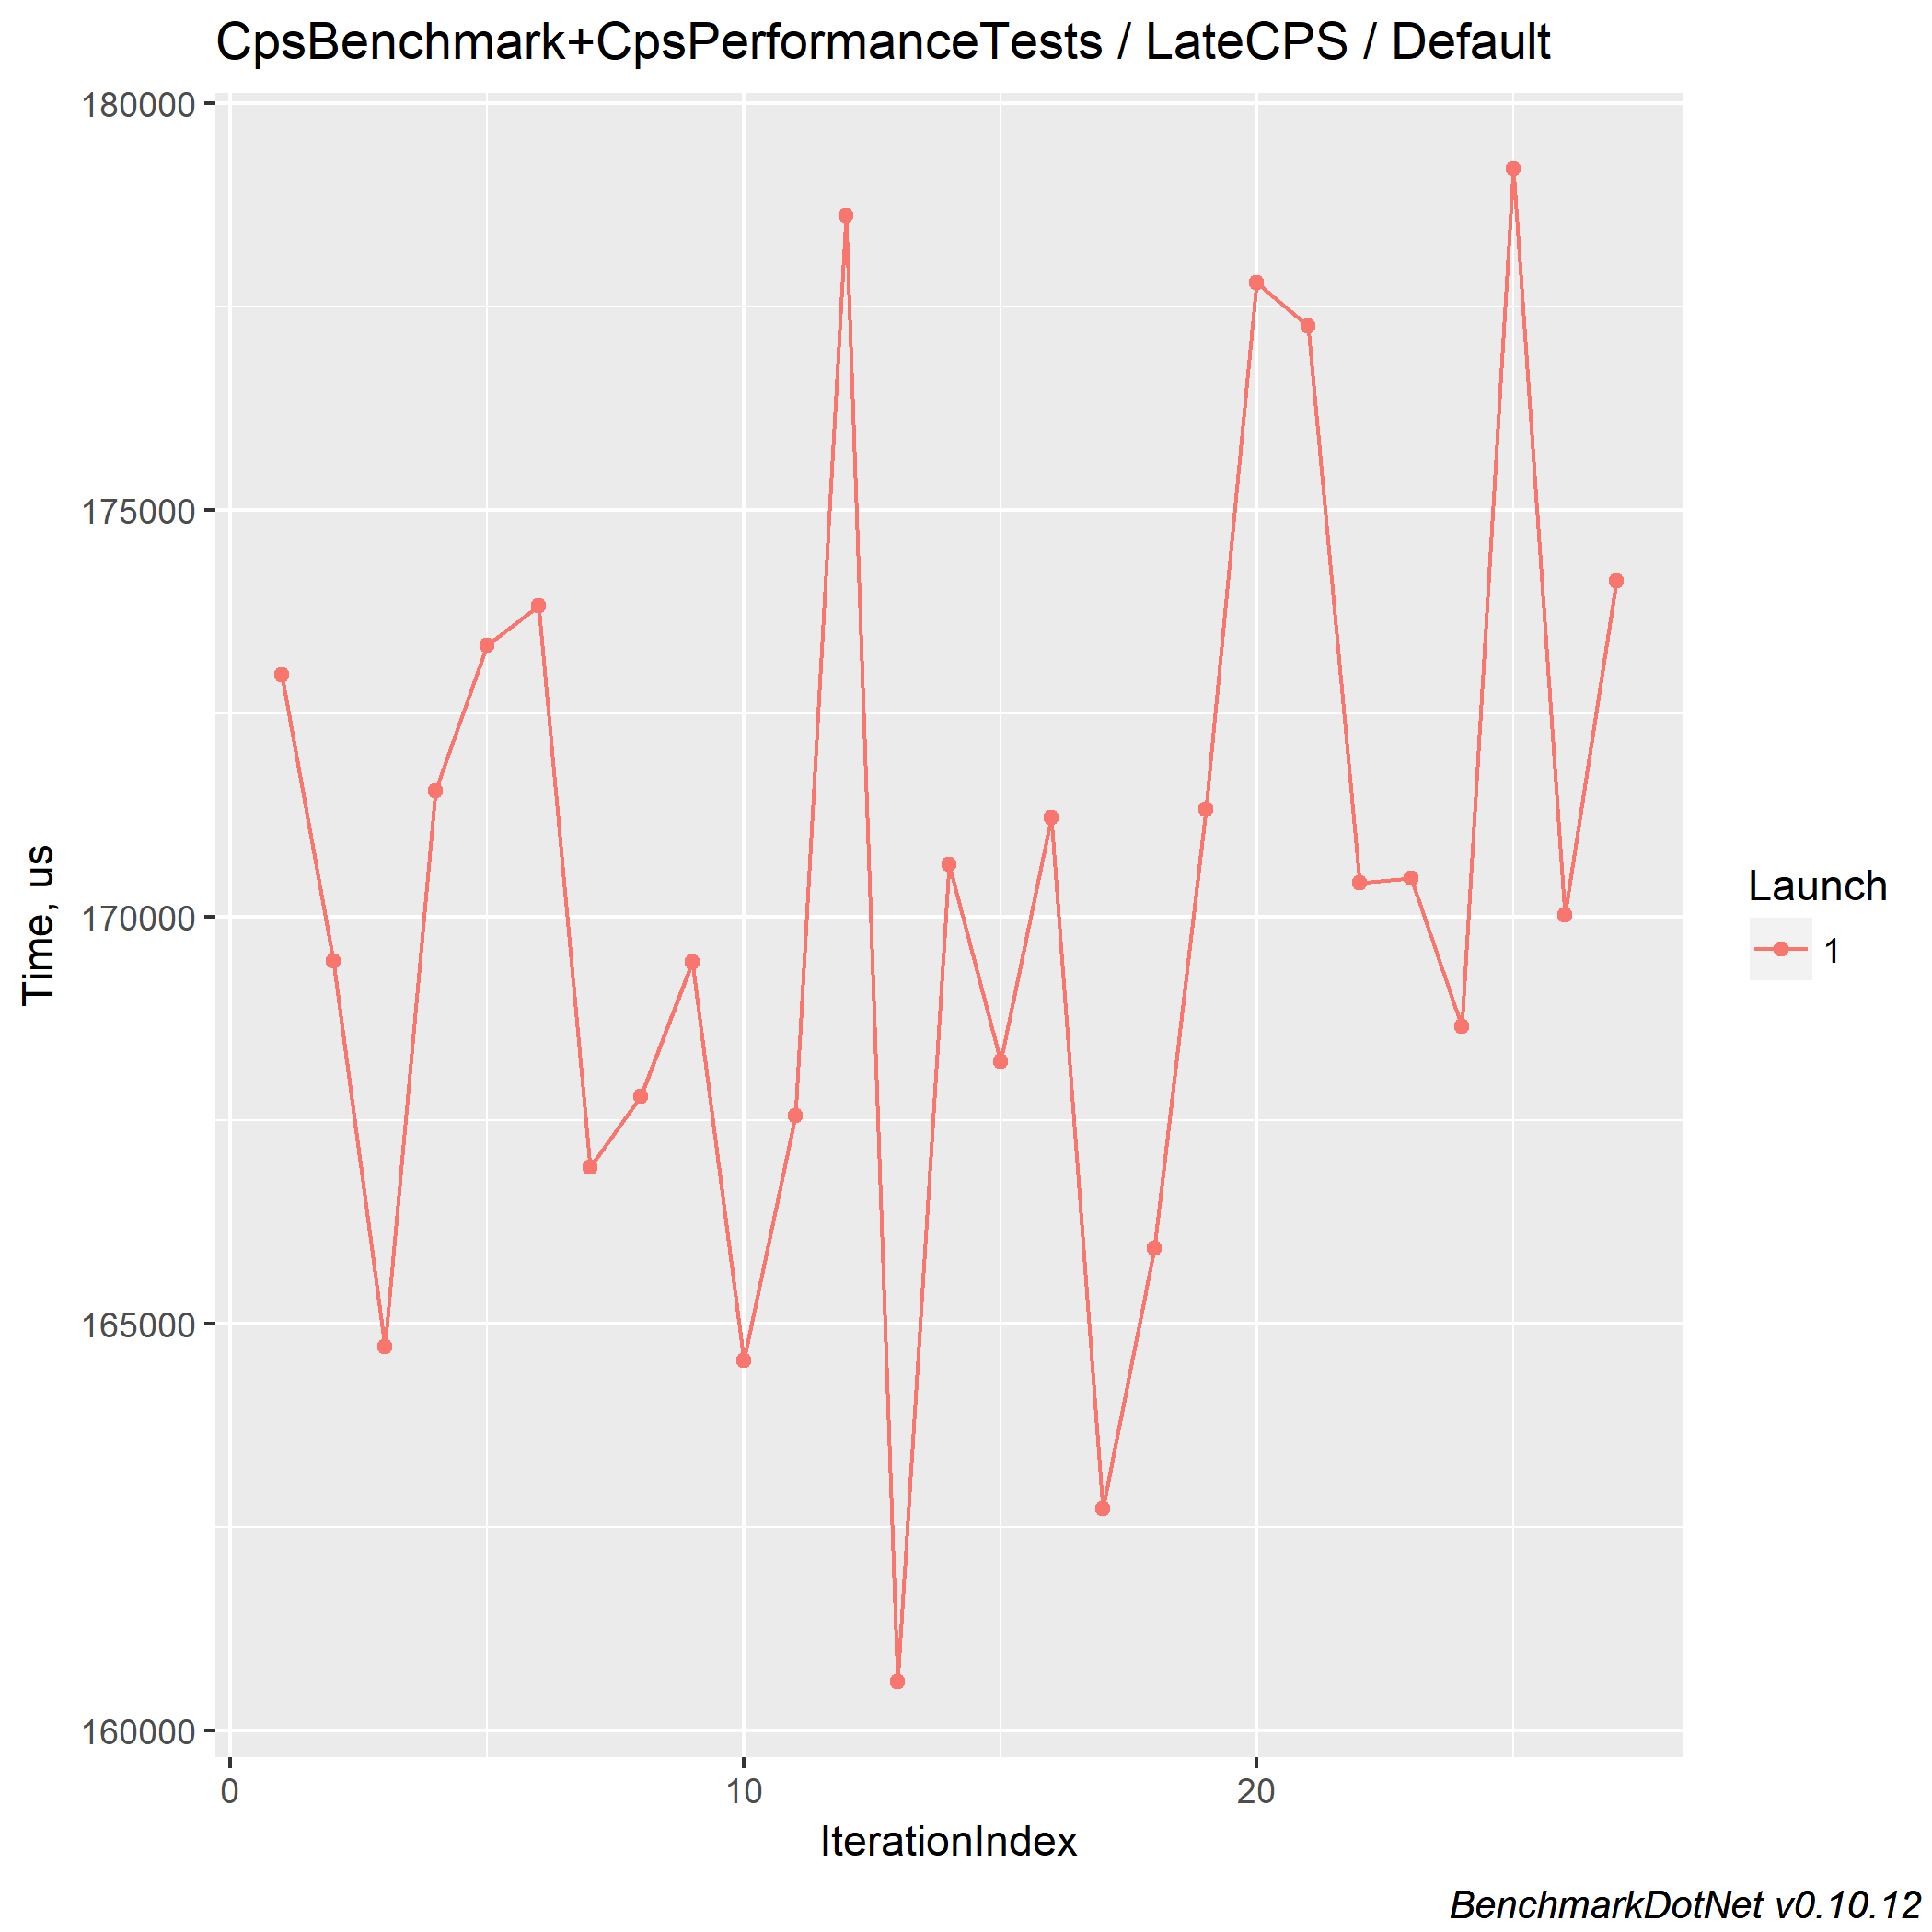 CpsBenchmark+CpsPerformanceTests / LateCPS / Default
180000
175000
170000
165000
160000
Time, us
0 10 20
IterationIndex
Launch
1
BenchmarkDotNet v0.10.12